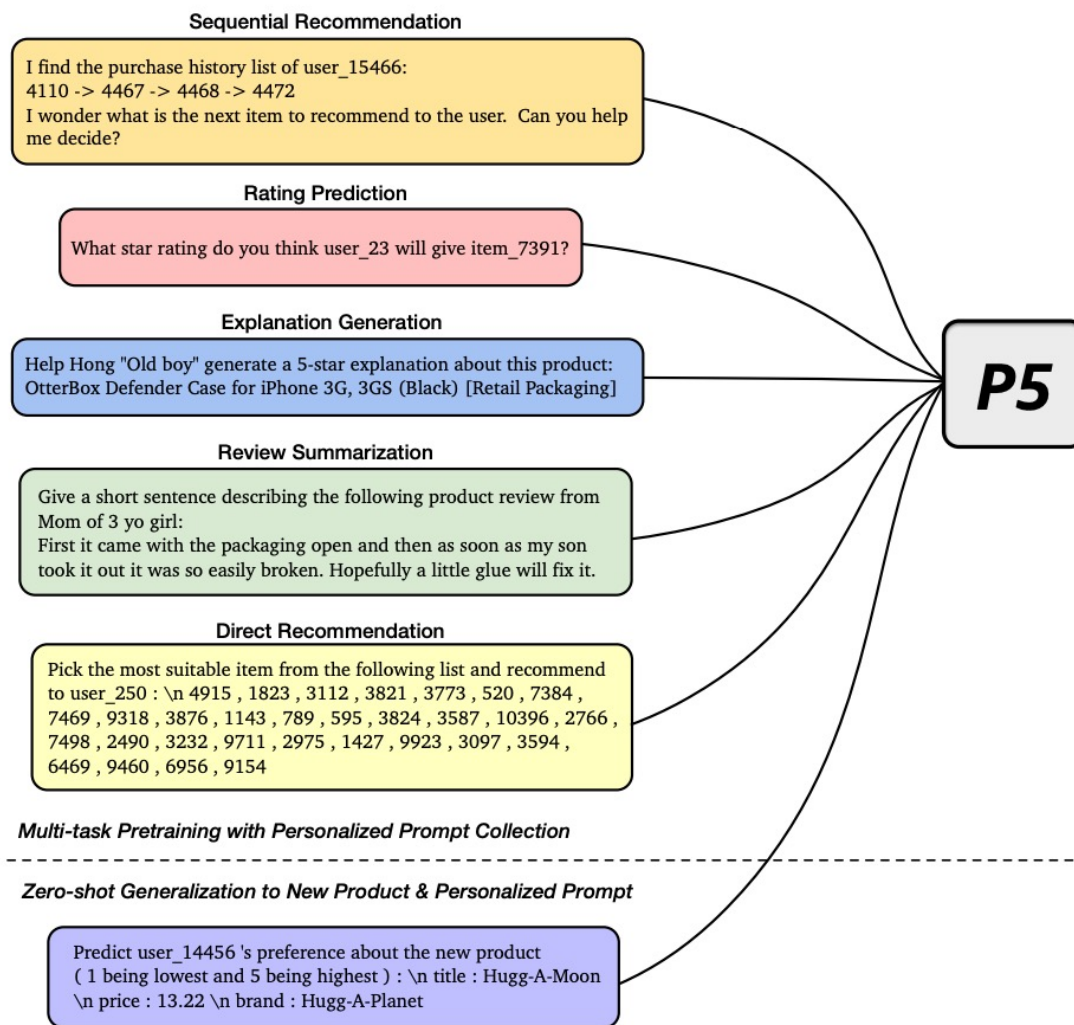 Sequential Recommendation
I find the purchase history list of user_15466:
4110 -> 4467 -> 4468 -> 4472
I wonder what is the next item to recommend to the user.  Can you help
me decide?
Rating Prediction
What star rating do you think user_23 will give item_7391?
Explanation Generation
Help Hong "Old boy" generate a 5-star explanation about this product:
OtterBox Defender Case for iPhone 3G, 3GS (Black) [Retail Packaging]
Review Summarization
Give a short sentence describing the following product review from
Mom of 3 yo girl:
First it came with the packaging open and then as soon as my son
took it out it was so easily broken. Hopefully a little glue will fix it.
Direct Recommendation
Pick the most suitable item from the following list and recommend
to user_250 : \n 4915 , 1823 , 3112 , 3821 , 3773 , 520 , 7384 ,
7469 , 9318 , 3876 , 1143 , 789 , 595 , 3824 , 3587 , 10396 , 2766 ,
7498 , 2490 , 3232 , 9711 , 2975 , 1427 , 9923 , 3097 , 3594 ,
6469 , 9460 , 6956 , 9154
P5
Multi-task Pretraining with Personalized Prompt Collection
Zero-shot Generalization to New Product & Personalized Prompt
Predict user_14456 's preference about the new product
( 1 being lowest and 5 being highest ) : \n title : Hugg-A-Moon
\n price : 13.22 \n brand : Hugg-A-Planet